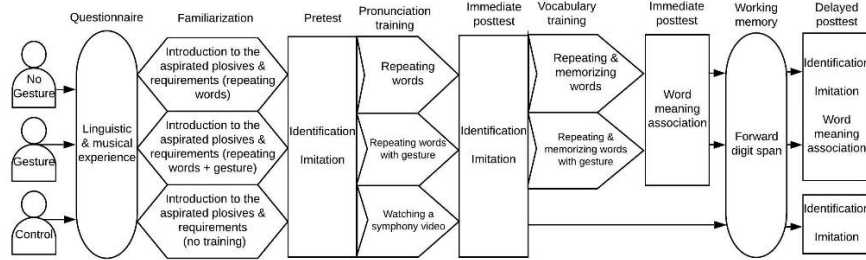 Questionnaire
Familiarization
Pretest
Pronunciation
training
Immediate
posttest
Vocabulary
training
Immediate
posttest
Working
memory
Delayed
posttest
No
Gesture
Gesture
Control
Linguistic
& musical
experience
Introduction to the
aspirated plosives &
requirements (repeating
words)
Introduction to the
aspirated plosives &
requirements (repeating
words + gesture)
Introduction to the
aspirated plosives &
requirements
(no training)
Identification
Imitation
Repeating
words
Repeating words
with gesture
Watching a
symphony video
Identification
Imitation
Repeating &
memorizing
words
Repeating &
memorizing words
with gesture
Word
meaning
association
Forward
digit span
Identification
Imitation
Word
meaning
association
Identification
Imitation